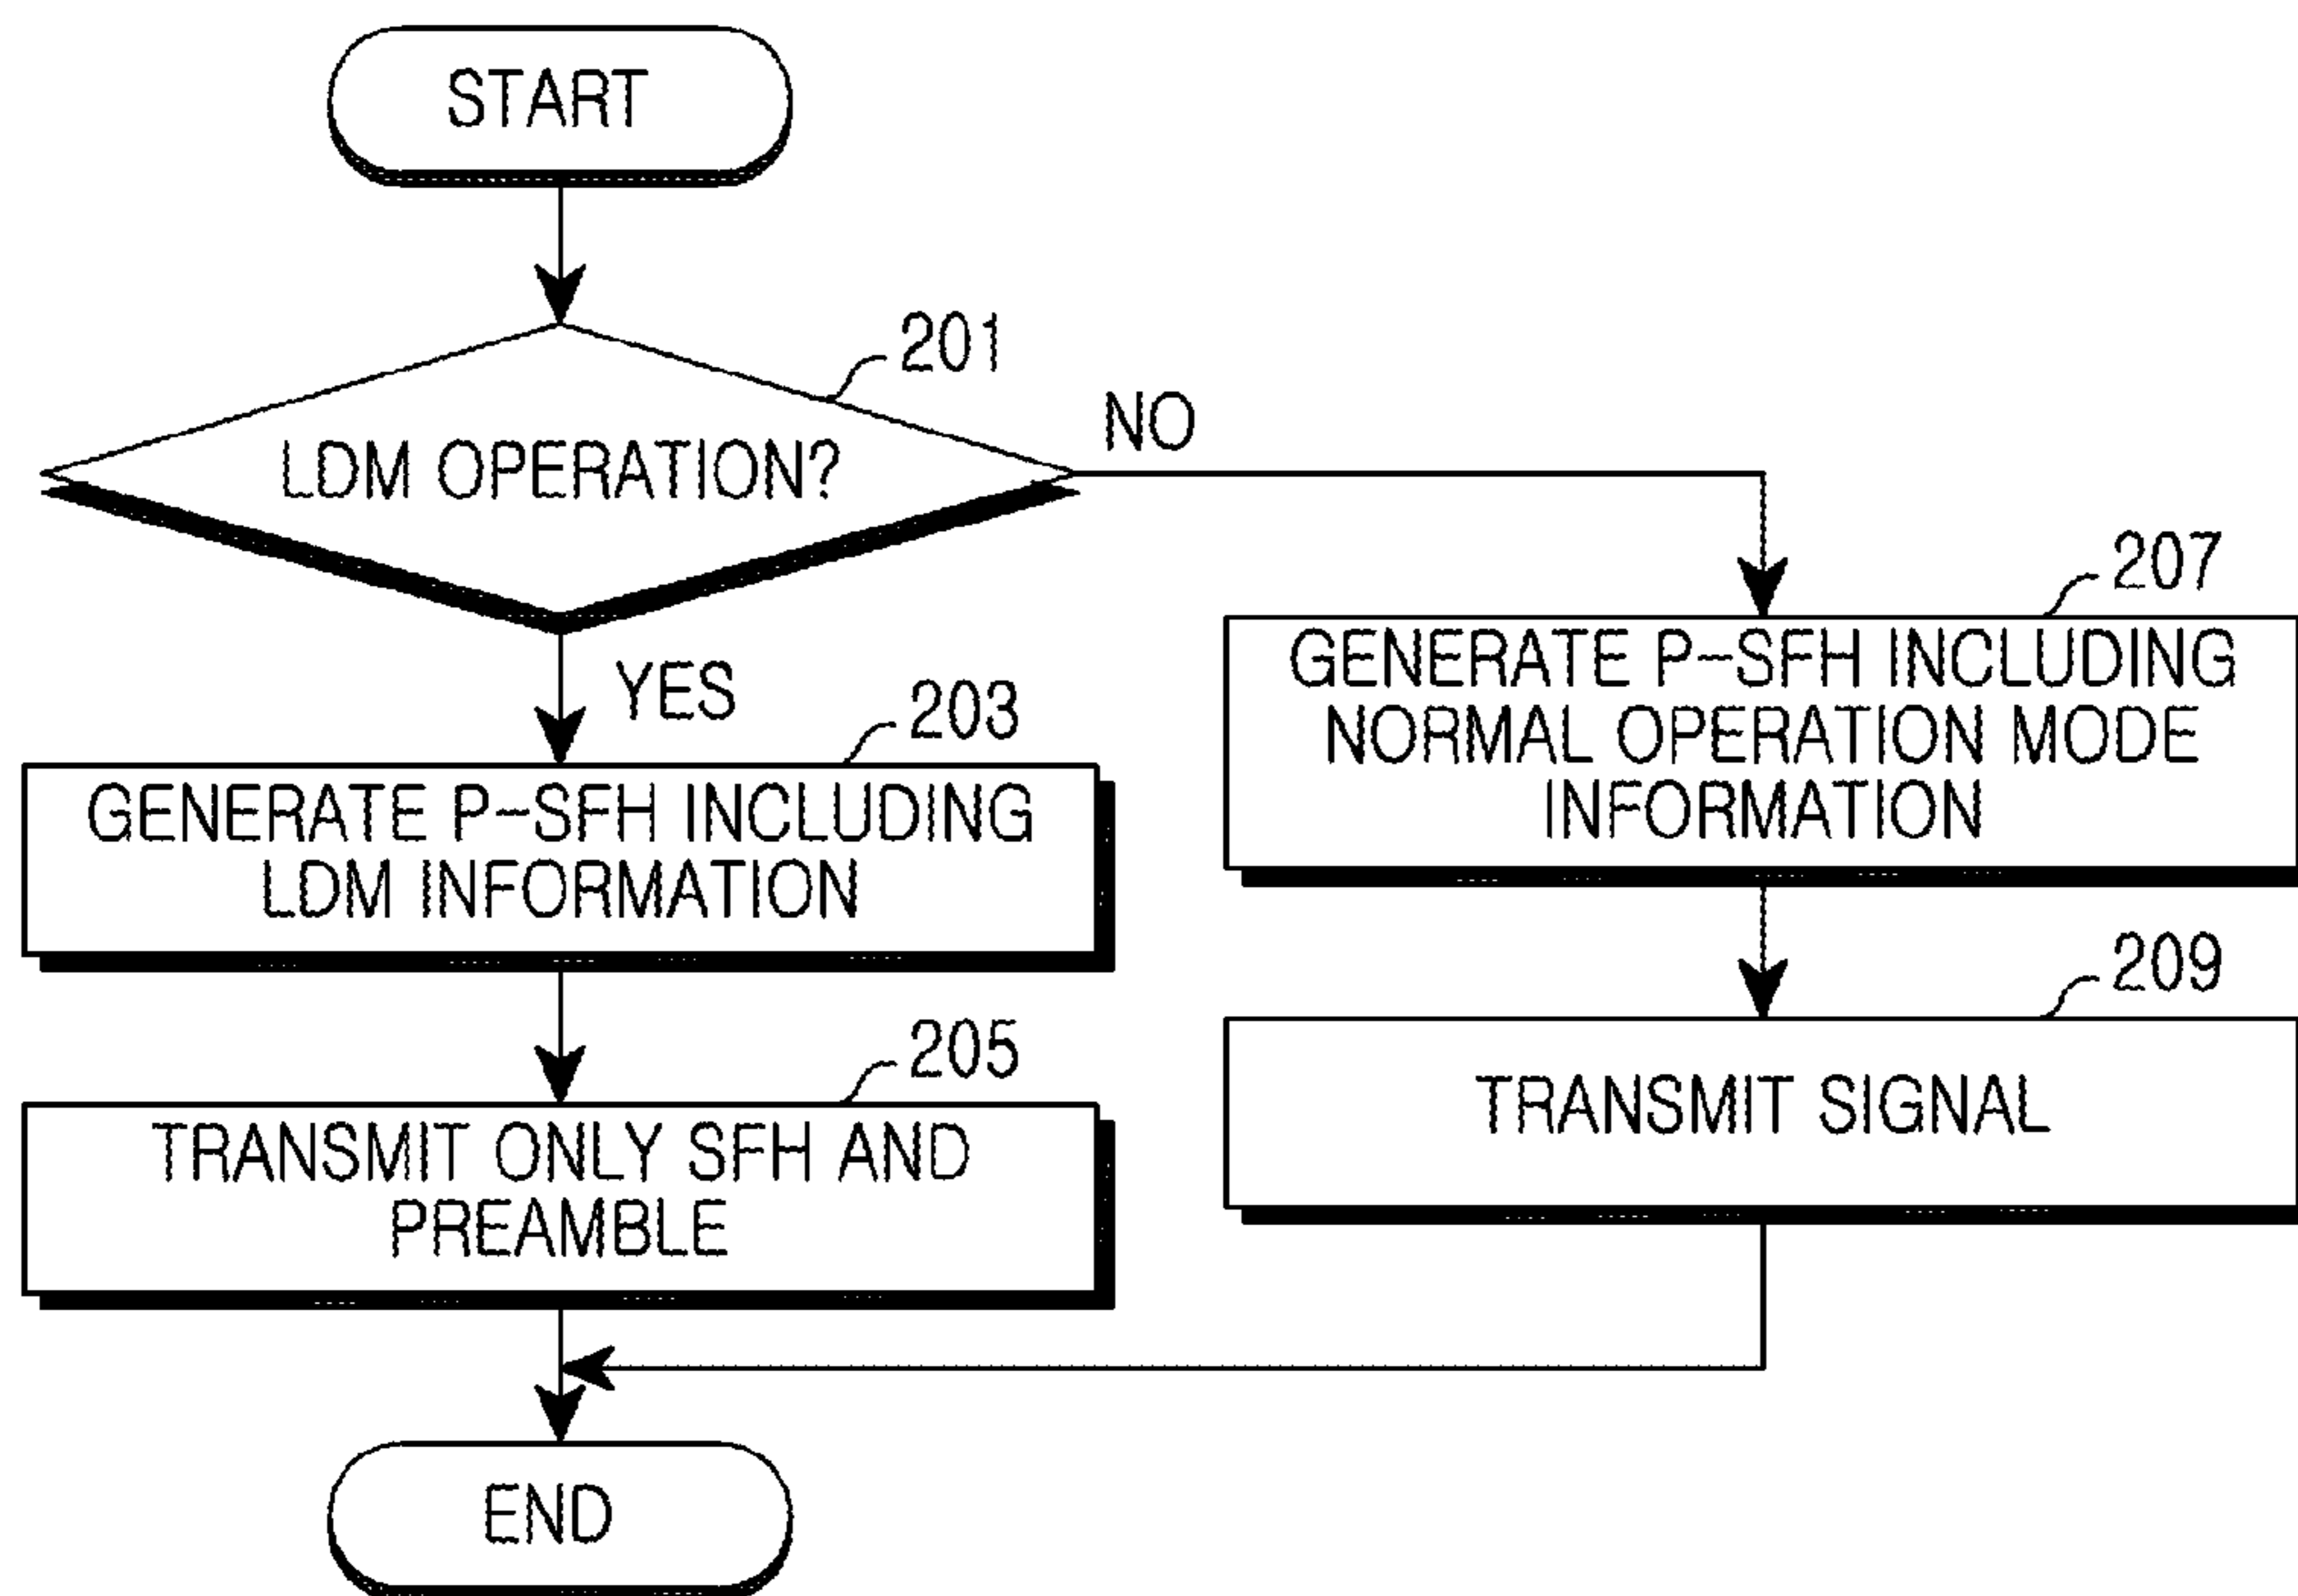 START
201
LDM OPERATION?
NO
YES
203
GENERATE P-SFH INCLUDING
LDM INFORMATION
205
TRANSMIT ONLY SFH AND
PREAMBLE
207
GENERATE P-SFH INCLUDING
NORMAL OPERATION MODE
INFORMATION
209
TRANSMIT SIGNAL
END